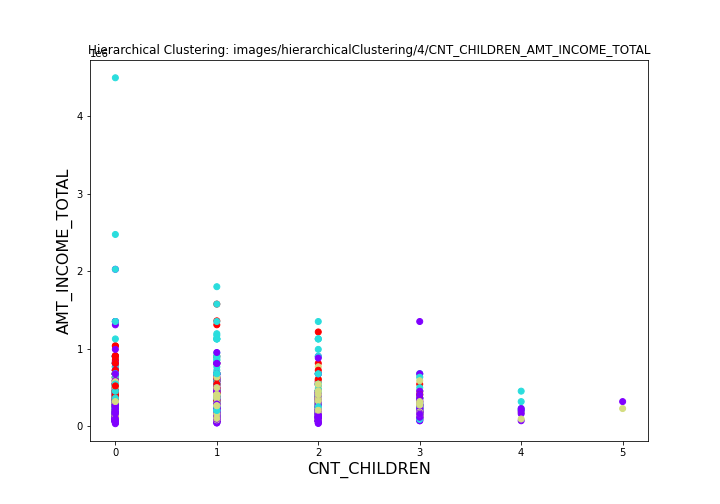 Hierarchical Clustering: images/hierarchicalClustering/4/CNT_CHILDREN_AMT_INCOME_TOTAL
1e6
4
3
2
1
0
AMT_INCOME_TOTAL
0 1 2 3 4 5
CNT_CHILDREN